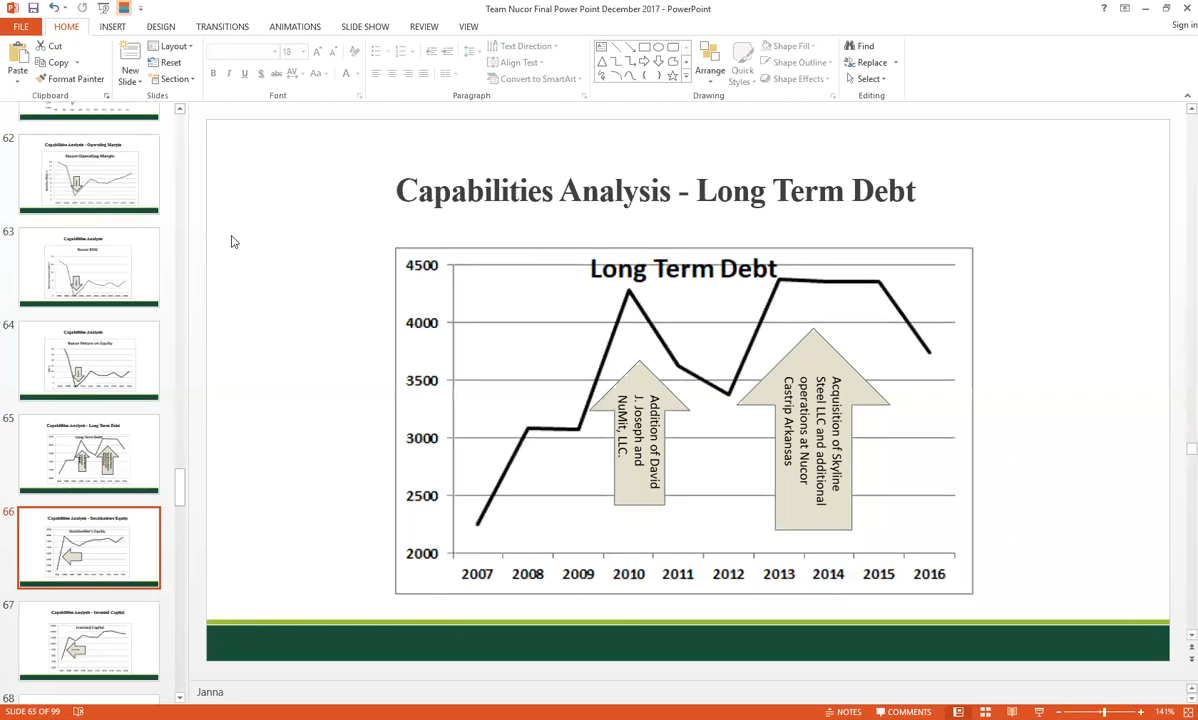 Team Nucor Final Power Point December 2017 - PowerPoint
Sign in
FILE HOME INSERT DESIGN TRANSITIONS ANIMATIONS SLIDE SHOW REVIEW VIEW
Paste
Cut
Copy
Format Painter
Clipboard
New
Slide
Layout
Reset
Section
Slides
18
Font
Text Direction
Align Text
Convert to SmartArt
Paragraph
Arrange
Quick
Styles
Shape Fill
Shape Outline
Shape Effects
Drawing
Find
Replace
Select
Editing
62
Capabilities Analysis - Operating Margin
Nucor Operating Margin
63
Capabilities Analysis
64
Capabilities Analysis
Nucor Return on Equity
65
Capabilities Analysis - Long Term Debt
Long Term Debt
66
Capabilities Analysis - Stockholders Equity
Stockholder's Equity
67
Capabilities Analysis - Invested Capital
Invested Capital
68
Capabilities Analysis - Long Term Debt
Long Term Debt
4500
4000
3500
3000
2500
2000
2007 2008 2009 2010 2011 2012 2013 2014 2015 2016
Addition of David
J. Joseph and
NuMit, LLC.
Acquisition of Skyline
Steel LLC and additional
operations at Nucor
Castrip Arkansas
Janna
SLIDE 65 OF 99
NOTES
COMMENTS
141%